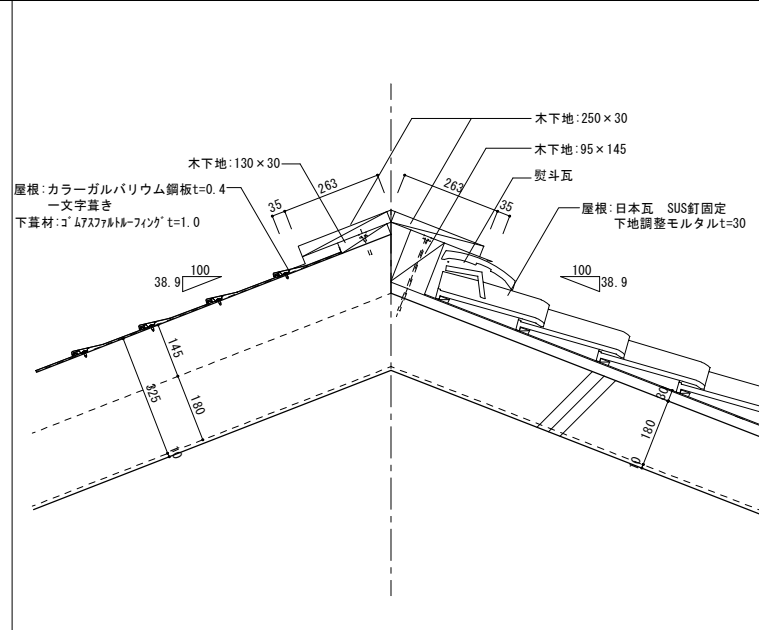 木下地:250×30
木下地:130×30
木下地:95×145
熨斗瓦
263
263
35
35
屋根:カラーガルバリウム鋼板t=0.4
一文字葺き
下葺材:ゴムアスファルトルーフィングt=1.0
屋根:日本瓦 SUS釘固定
下地調整モルタルt=30
100
38.9
100
38.9
145
325
180
10
30
180
10